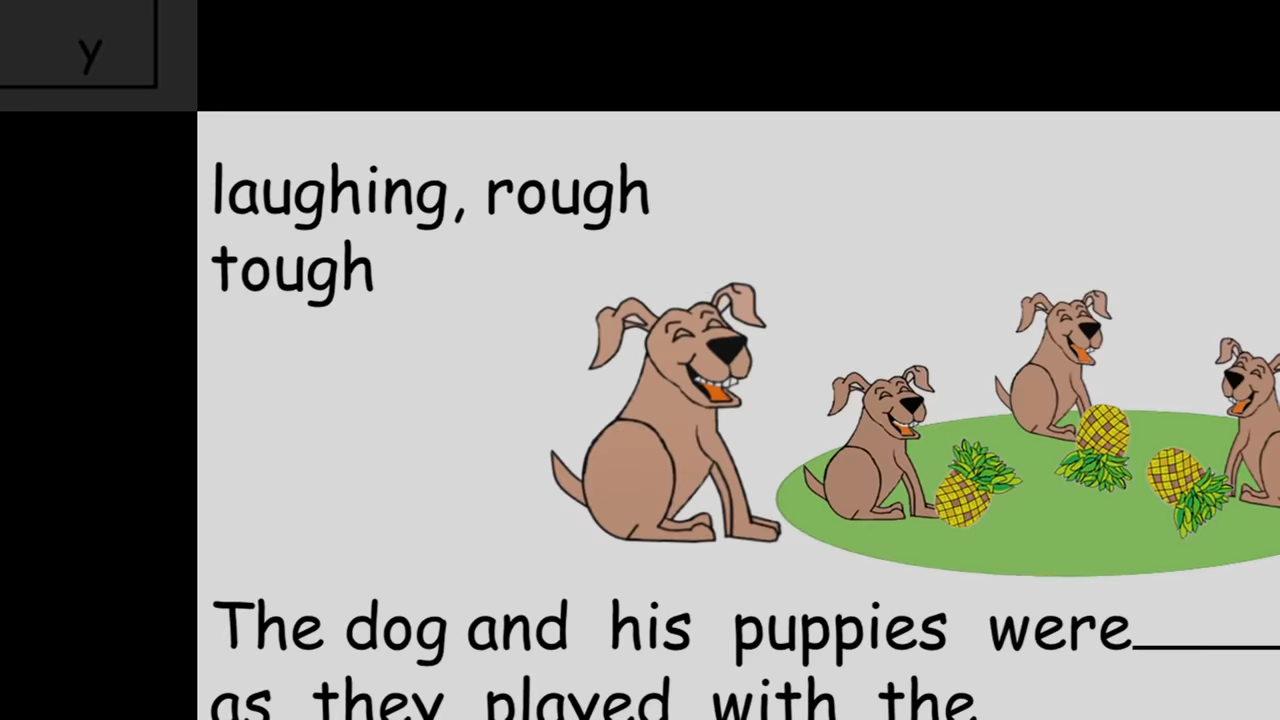 y
laughing, rough
tough
The dog and his puppies were
as they played with the